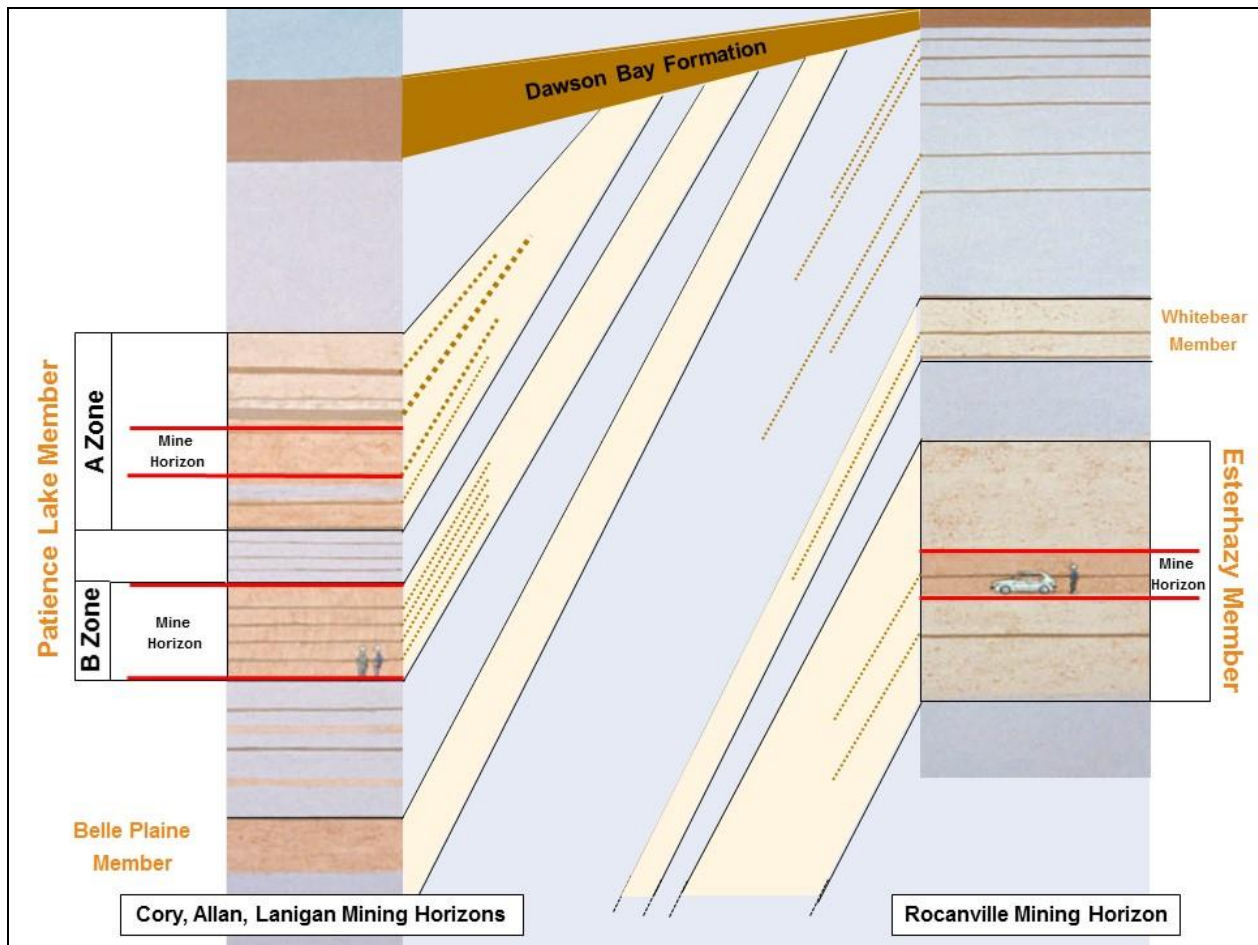 Dawson Bay Formation
Patience Lake Member
A Zone
Mine
Horizon
B Zone
Mine
Horizon
Belle Plaine
Member
Whitebear
Member
Esterhazy Member
Mine
Horizon
Cory, Allan, Lanigan Mining Horizons
Rocanville Mining Horizon